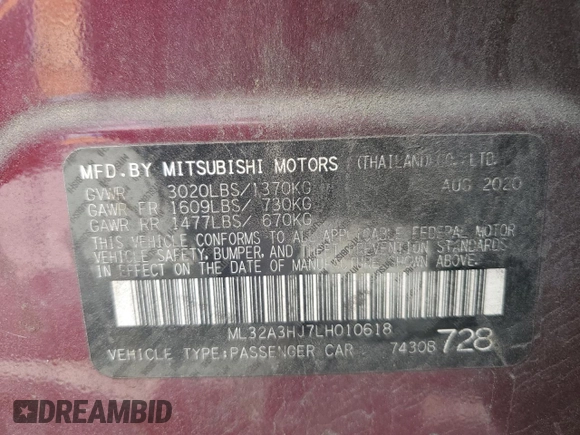 MFD.BY MITSUBISHI MOTORS (THAILAND)CO.,LTD.
GVWR 3020LBS/1370KG AUG 2020
GAWR FR 1609LBS/ 730KG
GAWR RR 1477LBS/ 670KG
THIS VEHICLE CONFORMS TO ALL APPLICABLE FEDERAL MOTOR
VEHICLE SAFETY, BUMPER, AND THEFT PREVENTION STANDARDS
IN EFFECT ON THE DATE OF MANUFACTURE SHOWN ABOVE.
ML32A3HJ7LH010618
VEHICLE TYPE:PASSENGER CAR 74308 728
DREAMBID